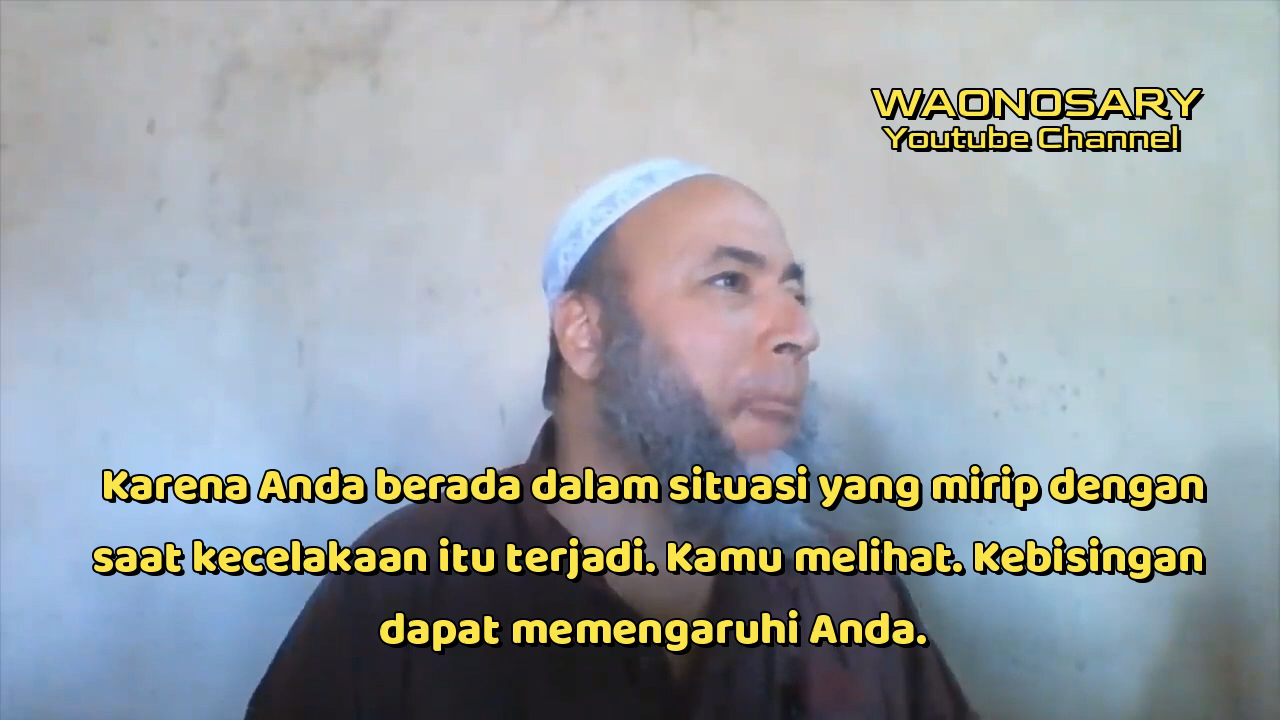 WAONOSARY
Youtube Channel
Karena Anda berada dalam situasi yang mirip dengan
saat kecelakaan itu terjadi. Kamu melihat. Kebisingan
dapat memengaruhi Anda.